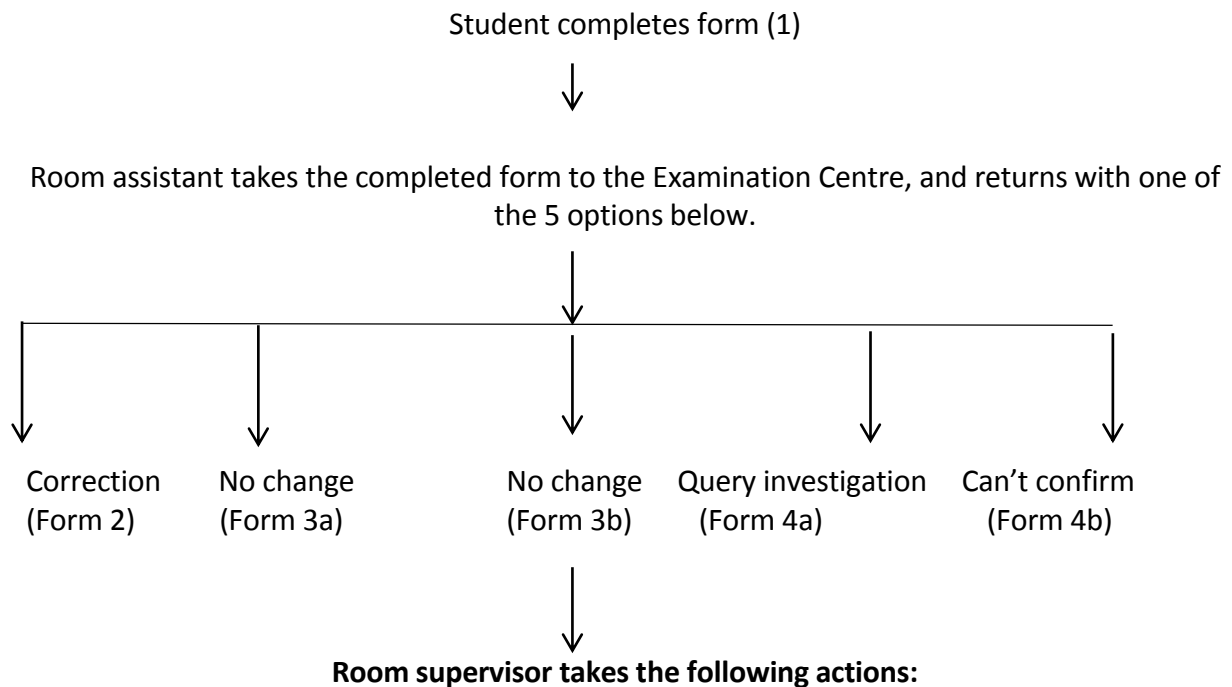 Student completes form (1)
Room assistant takes the completed form to the Examination Centre, and returns with one of
the 5 options below.
Correction No change No change Query investigation Can’t confirm
(Form 2) (Form 3a) (Form 3b) (Form 4a) (Form 4b)
Room supervisor takes the following actions: